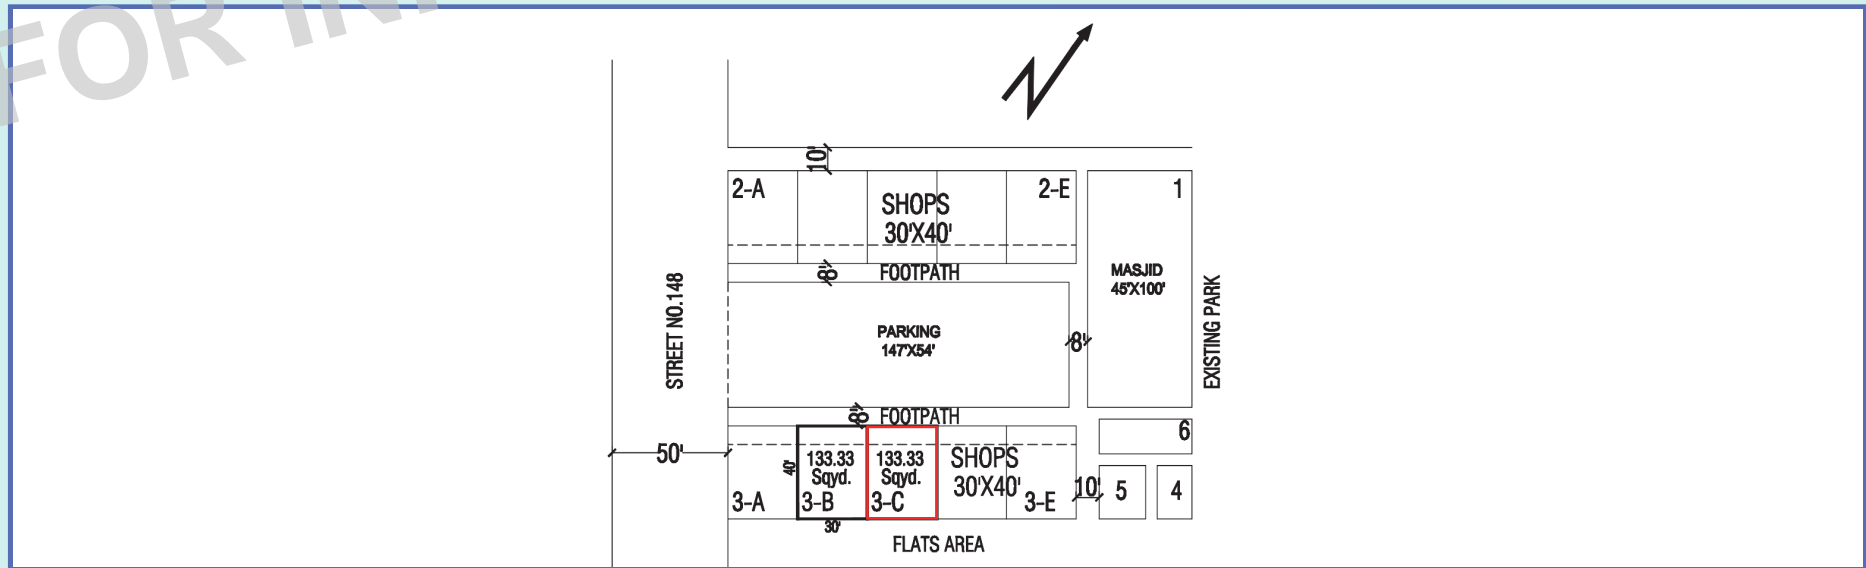 FOR IN
N
10'
2-A
2-E
1
SHOPS
30'X40'
8'
FOOTPATH
MASJID
45'X100'
STREET NO.148
PARKING
147'X54'
8'
EXISTING PARK
8'
FOOTPATH
6
50'
40'
133.33
Sqyd.
3-B
133.33
Sqyd.
3-C
SHOPS
30'X40'
3-A
3-E
10'
5
4
30'
FLATS AREA